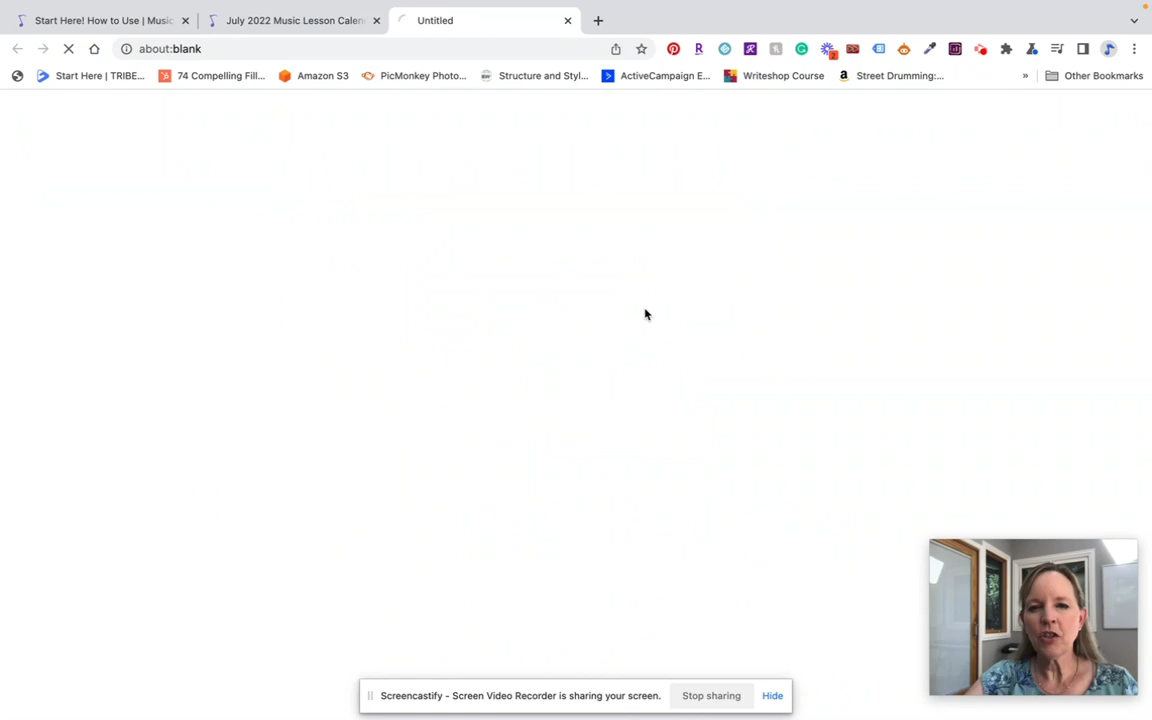 Start Here! How to Use | Music
July 2022 Music Lesson Calen
Untitled
about:blank
2
Start Here | TRIBE...
74 Compelling Fill...
Amazon S3
PicMonkey Photo...
Structure and Styl...
ActiveCampaign E...
Writeshop Course
Street Drumming:...
»
Other Bookmarks
Screencastify - Screen Video Recorder is sharing your screen.
Stop sharing
Hide